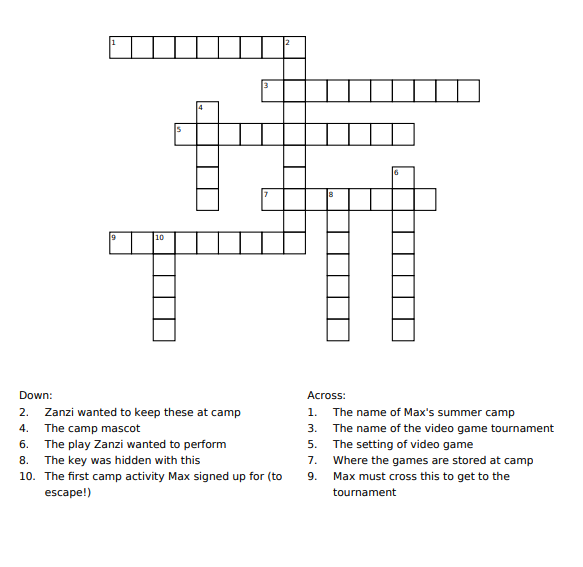 1
2
3
4
5
6
7
8
9
10
Down:
2. Zanzi wanted to keep these at camp
4. The camp mascot
6. The play Zanzi wanted to perform
8. The key was hidden with this
10. The first camp activity Max signed up for (to
escape!)
Across:
1. The name of Max's summer camp
3. The name of the video game tournament
5. The setting of video game
7. Where the games are stored at camp
9. Max must cross this to get to the
tournament